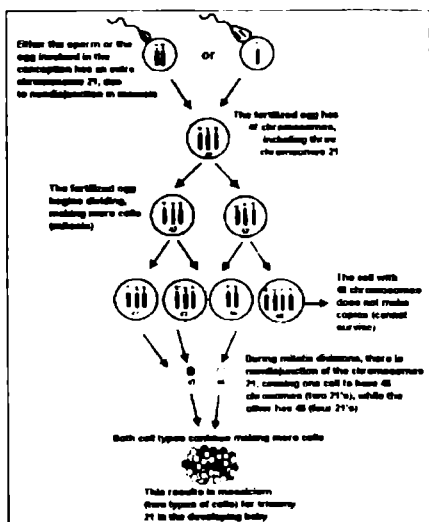 Either the sperm or the
egg involved in the
conception has an extra
chromosome 21, due
to nondisjunction in meiosis
or
The fertilized egg has
47 chromosomes,
including three
chromosomes 21
The fertilized egg
begins dividing,
making more cells
(mitosis)
The cell with
48 chromosomes
does not make
copies (cannot
survive)
During mitotic divisions, there is
nondisjunction of the chromosome
21, causing one cell to have 46
(two 21's), while the
other has 48 (four 21's)
Both cell types continue making more cells
This results in mosaicism
(two types of cells) for trisomy
21 in the developing baby